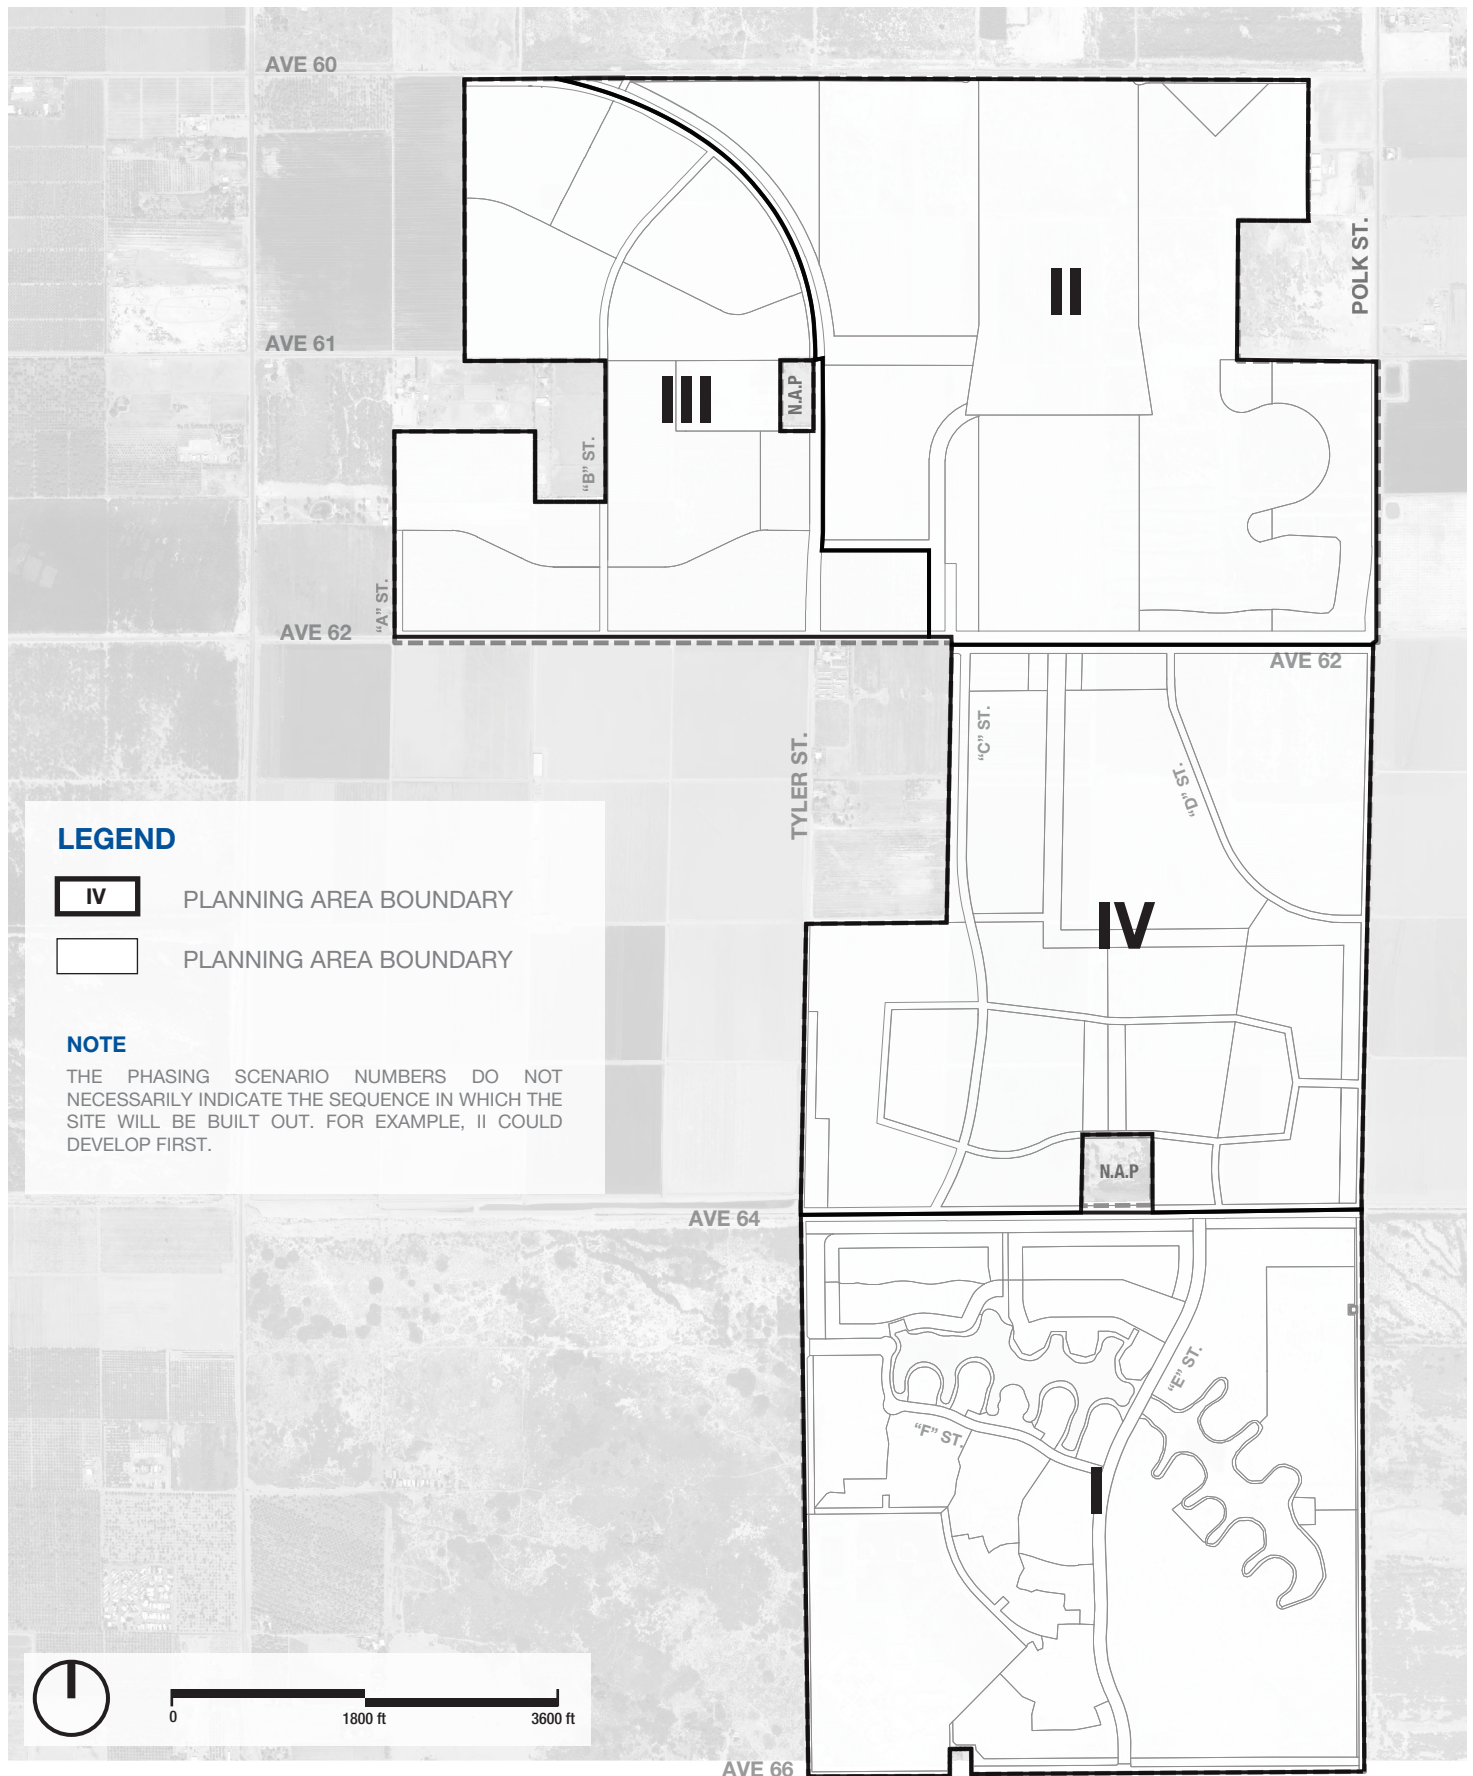 AVE 60
POLK ST.
II
AVE 61
III
N.A.P
"B" ST.
"A" ST.
AVE 62
AVE 62
"C" ST.
"D" ST.
TYLER ST.
LEGEND
IV
PLANNING AREA BOUNDARY
PLANNING AREA BOUNDARY
IV
NOTE
THE PHASING SCENARIO NUMBERS DO NOT
NECESSARILY INDICATE THE SEQUENCE IN WHICH THE
SITE WILL BE BUILT OUT. FOR EXAMPLE, II COULD
DEVELOP FIRST.
N.A.P
AVE 64
"E" ST.
"F" ST.
I
0
1800 ft
3600 ft
AVE 66